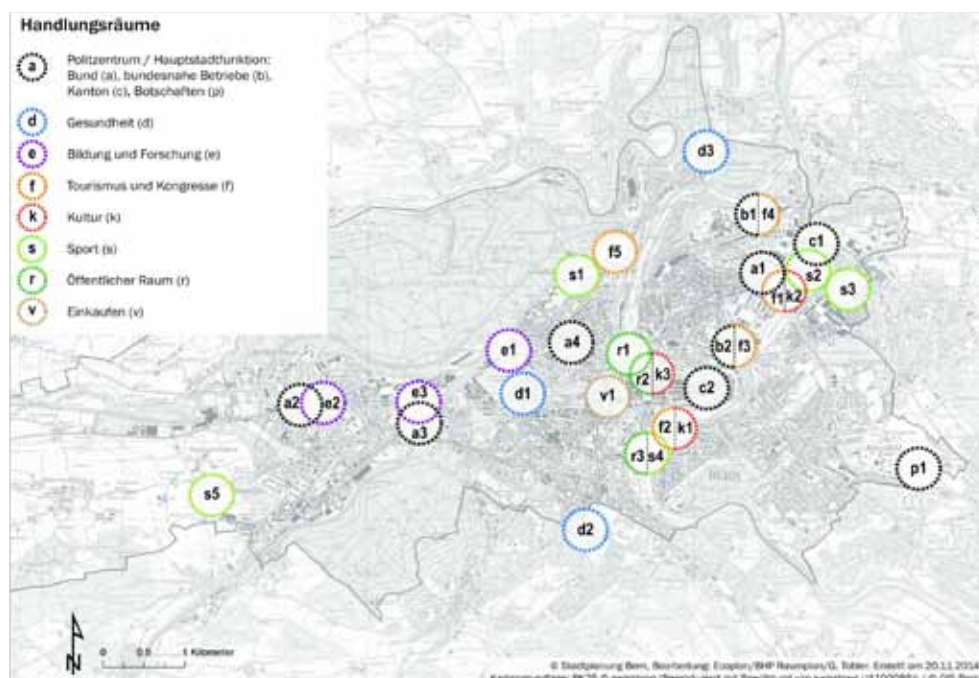 Handlungsräume
a
Politzentrum / Hauptstadtfunktion:
Bund (a), bundesnahe Betriebe (b),
Kanton (c), Botschaften (p)
d Gesundheit (d)
e Bildung und Forschung (e)
f Tourismus und Kongresse (f)
k Kultur (k)
s Sport (s)
r Öffentlicher Raum (r)
v Einkaufen (v)
d3
b1 f4
c1
f5
a1 s2
s1
f1 k2 s3
a4
e1
r1
b2 f3
r2 k3
c2
d1
v1
e3
a2 e2
a3
f2 k1
r3 s4
p1
s5
d2
N
0 0.5 1 Kilometer
© Stadtplanung Bern, Bearbeitung: Ecoplan/BHP Raumplan/G. Tobler. Erstellt am 20.11.2014